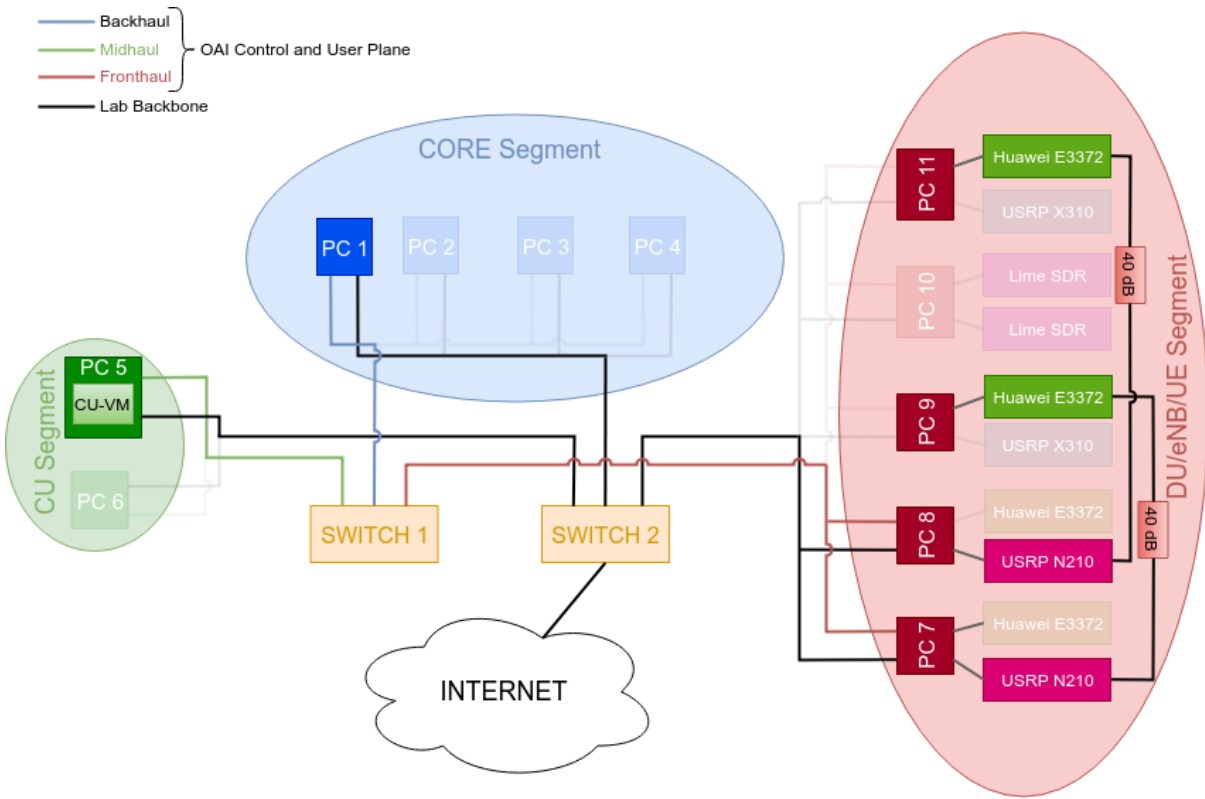 Backhaul
Midhaul
Fronthaul
OAI Control and User Plane
Lab Backbone
CORE Segment
PC 1
PC 2
PC 3
PC 4
CU Segment
PC 5
CU-VM
PC 6
SWITCH 1
SWITCH 2
INTERNET
DU/eNB/UE Segment
PC 11
Huawei E3372
USRP X310
40 dB
PC 10
Lime SDR
Lime SDR
PC 9
Huawei E3372
USRP X310
PC 8
Huawei E3372
USRP N210
40 dB
PC 7
Huawei E3372
USRP N210